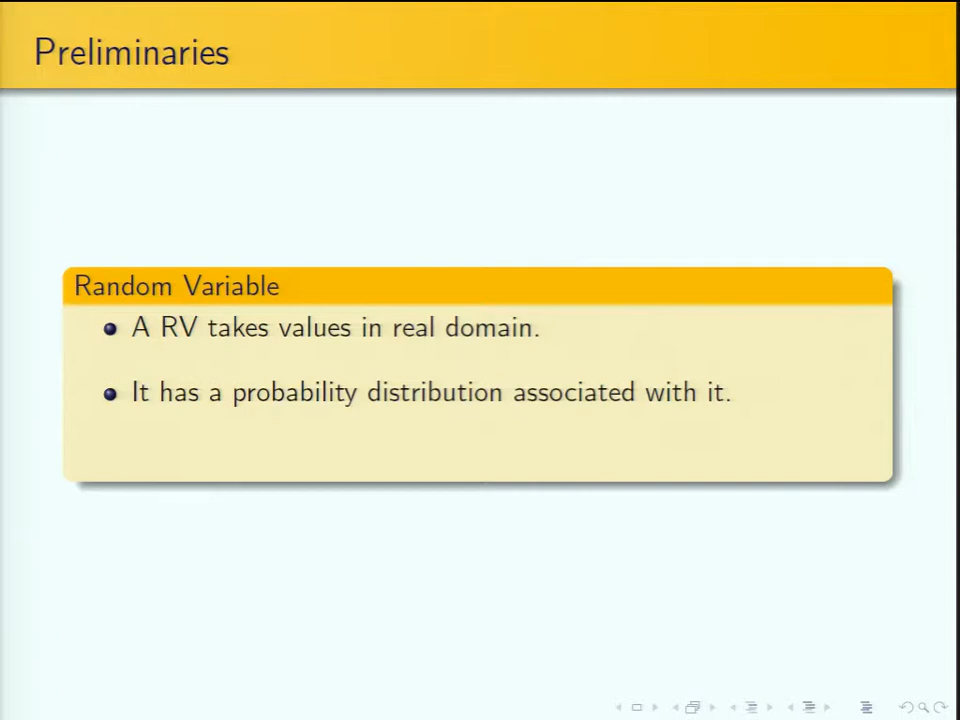 Preliminaries
Random Variable
A RV takes values in real domain.
It has a probability distribution associated with it.